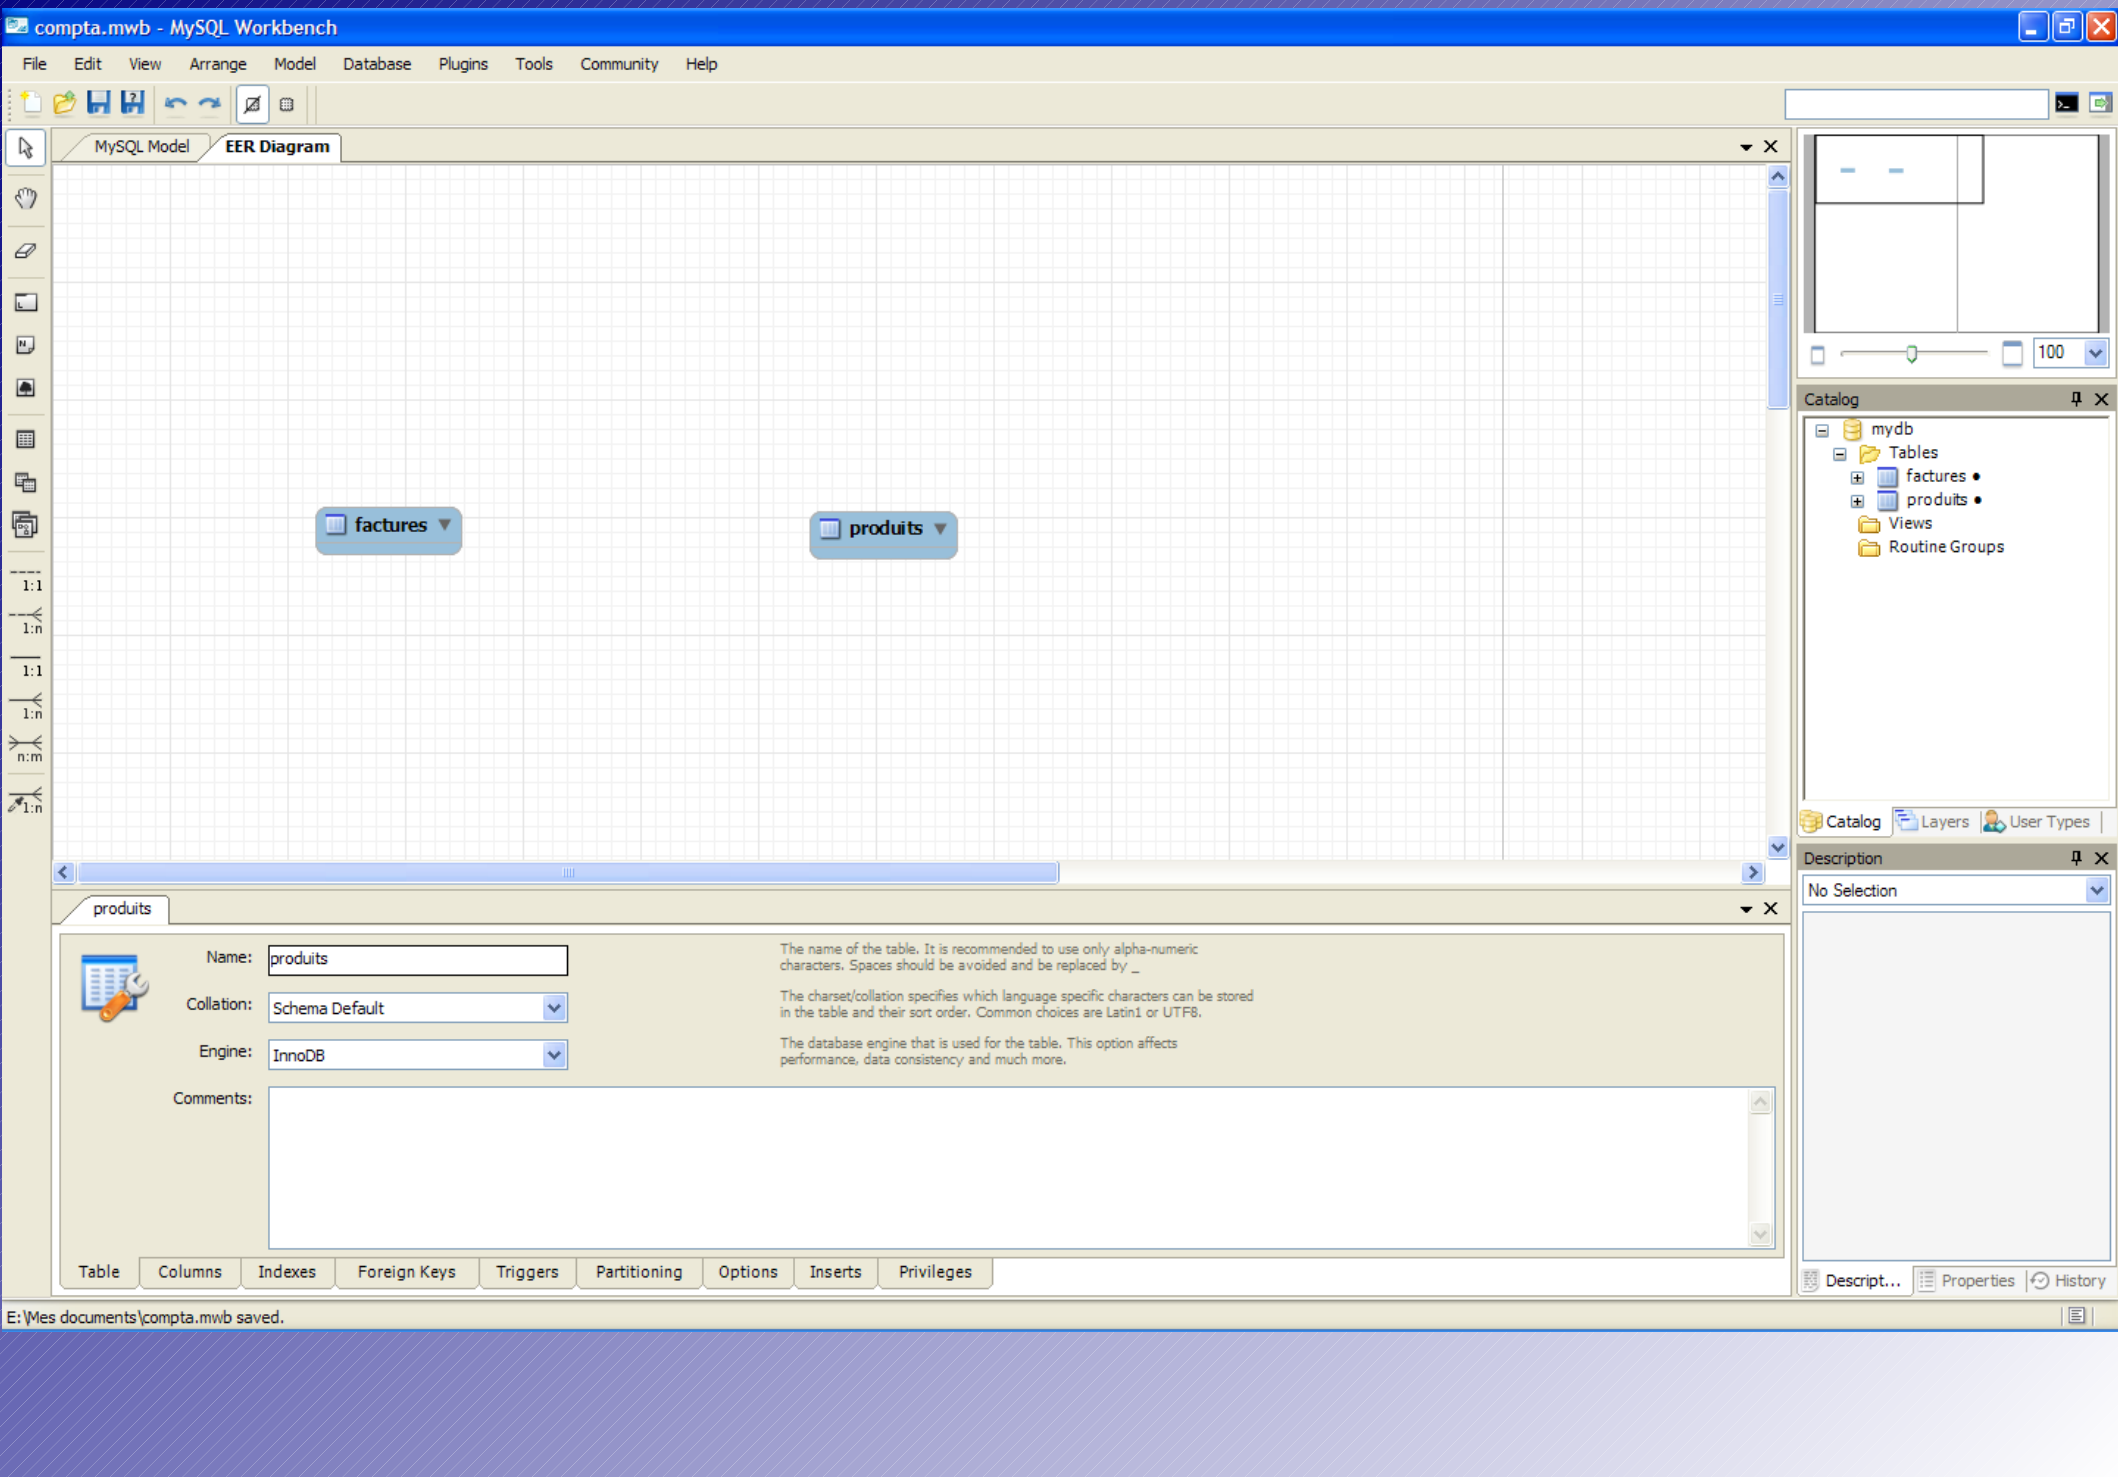 compta.mwb - MySQL Workbench
File Edit View Arrange Model Database Plugins Tools Community Help
MySQL Model EER Diagram
factures
produits
1:1
1:n
1:1
1:n
n:m
1:n
100
Catalog
mydb
Tables
factures •
produits •
Views
Routine Groups
Catalog Layers User Types
Description
No Selection
Descript... Properties History
produits
Name: produits
The name of the table. It is recommended to use only alpha-numeric
characters. Spaces should be avoided and be replaced by _
Collation: Schema Default
The charset/collation specifies which language specific characters can be stored
in the table and their sort order. Common choices are Latin1 or UTF8.
Engine: InnoDB
The database engine that is used for the table. This option affects
performance, data consistency and much more.
Comments:
Table Columns Indexes Foreign Keys Triggers Partitioning Options Inserts Privileges
E:\Mes documents\compta.mwb saved.